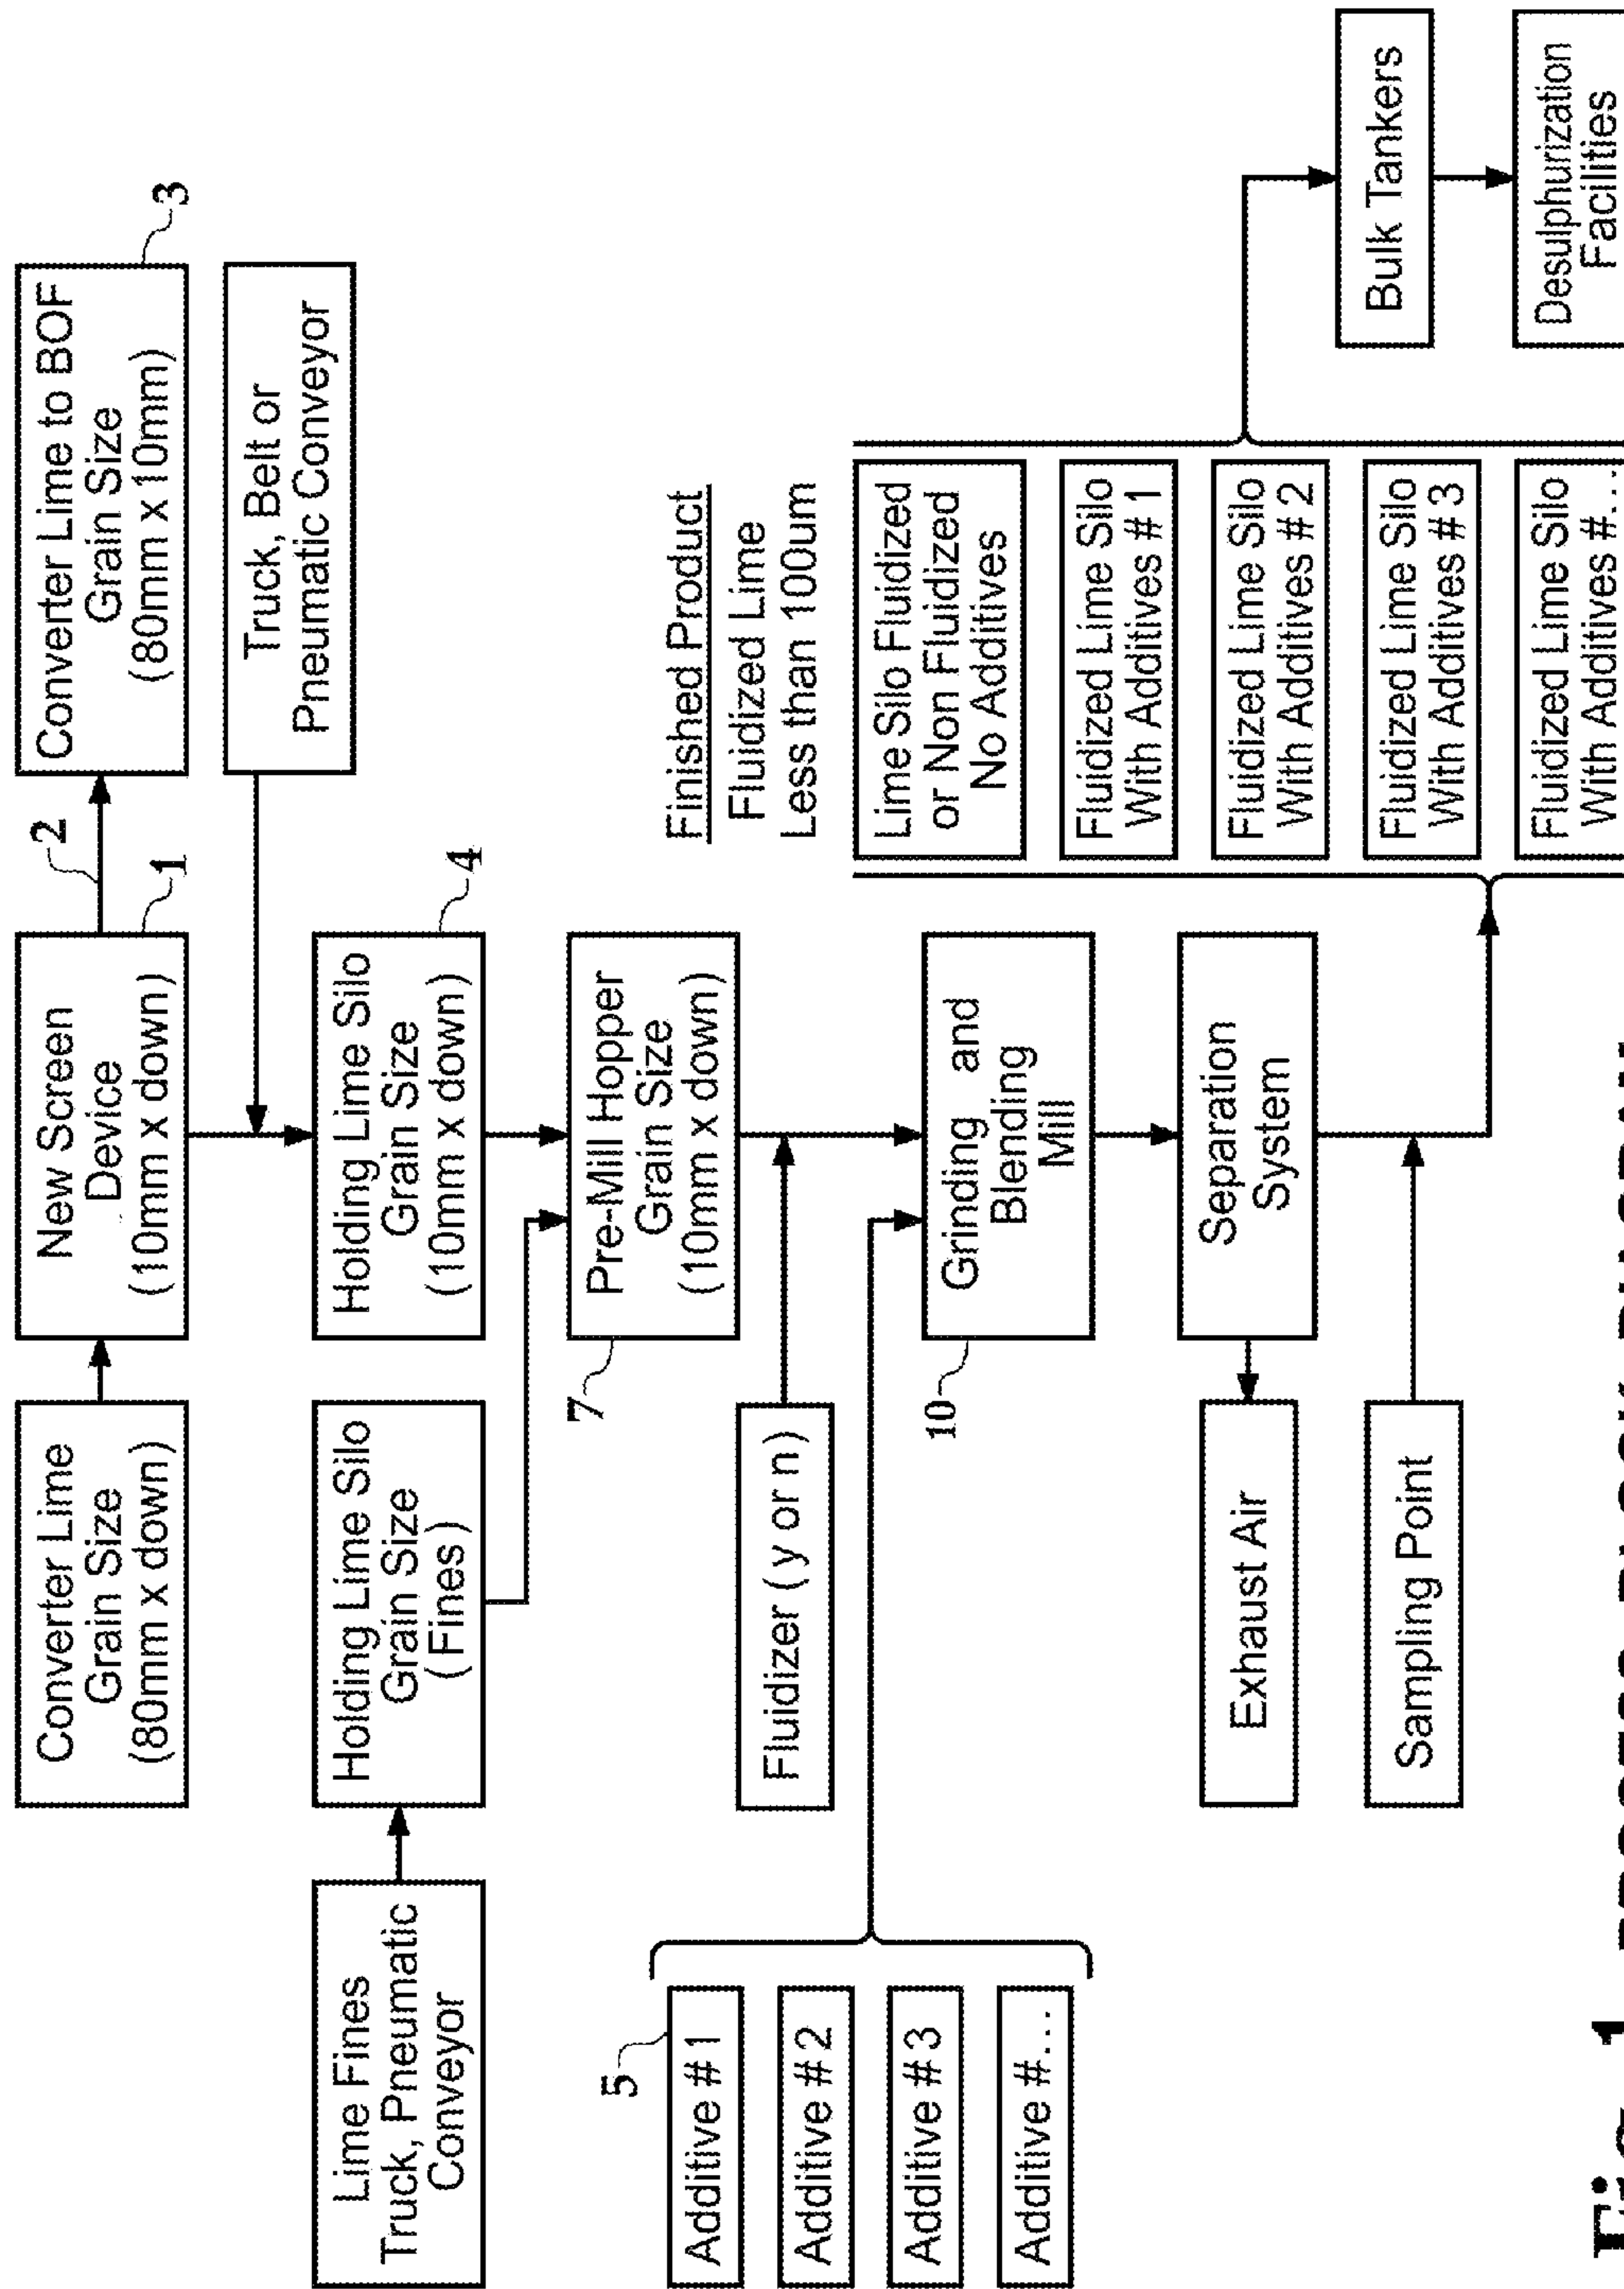 Converter Lime
Grain Size
(80mm x down)
New Screen
Device
(10mm x down)
1
2
Converter Lime to BOF
Grain Size
(80mm x 10mm)
3
Truck, Belt or
Pneumatic Conveyor
Lime Fines
Truck, Pneumatic
Conveyor
Holding Lime Silo
Grain Size
(Fines)
Holding Lime Silo
Grain Size
(10mm x down)
4
7
Pre-Mill Hopper
Grain Size
(10mm x down)
Fluidizer ( y or n )
5
Additive # 1
Additive # 2
Additive # 3
Additive #...
10
Grinding and
Blending
Mill
Separation
System
Exhaust Air
Sampling Point
Finished Product
Fluidized Lime
Less than 100um
Lime Silo Fluidized
or Non Fluidized
No Additives
Fluidized Lime Silo
With Additives # 1
Fluidized Lime Silo
With Additives # 2
Fluidized Lime Silo
With Additives # 3
Fluidized Lime Silo
With Additives #...
Bulk Tankers
Desulphurization
Facilities
Fig. 1